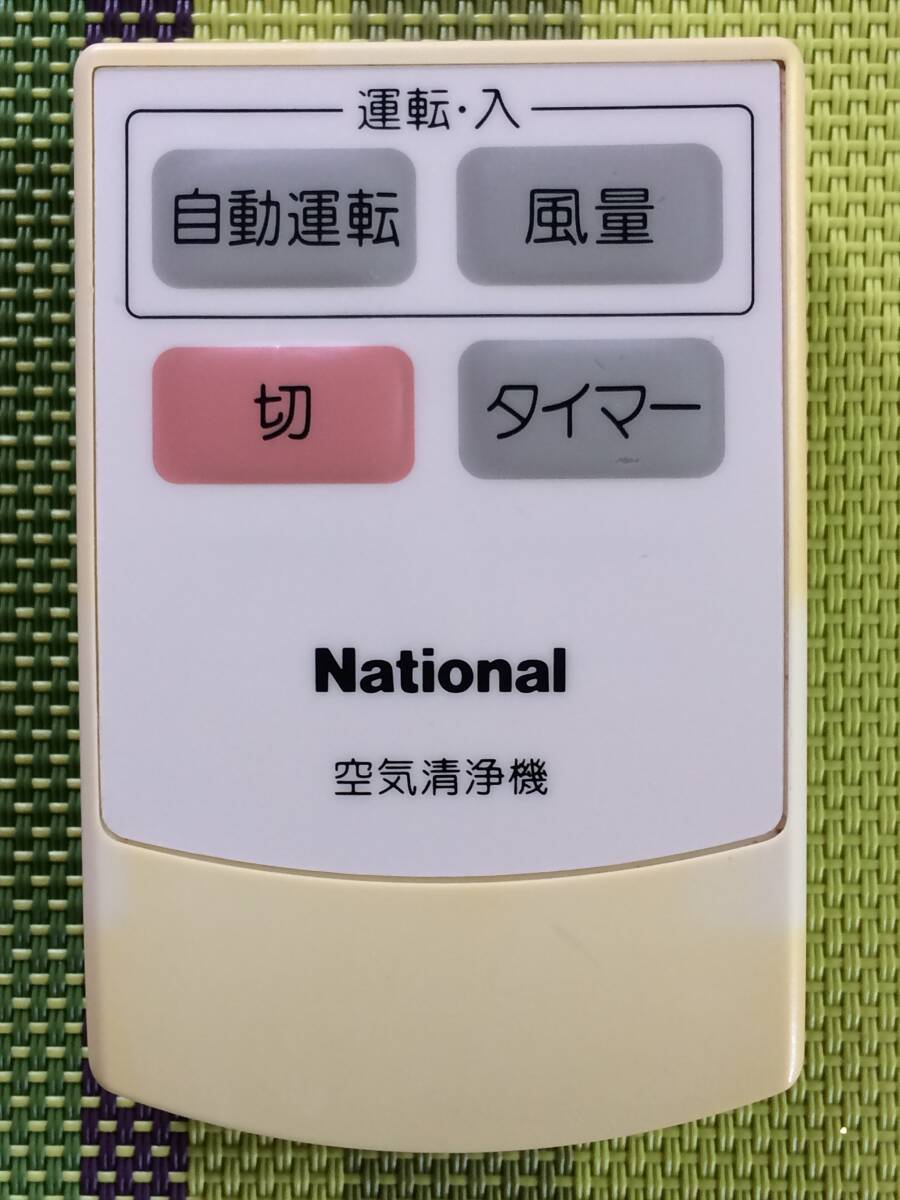 運転・入
自動運転 風量
切 タイマー
National
空気清浄機